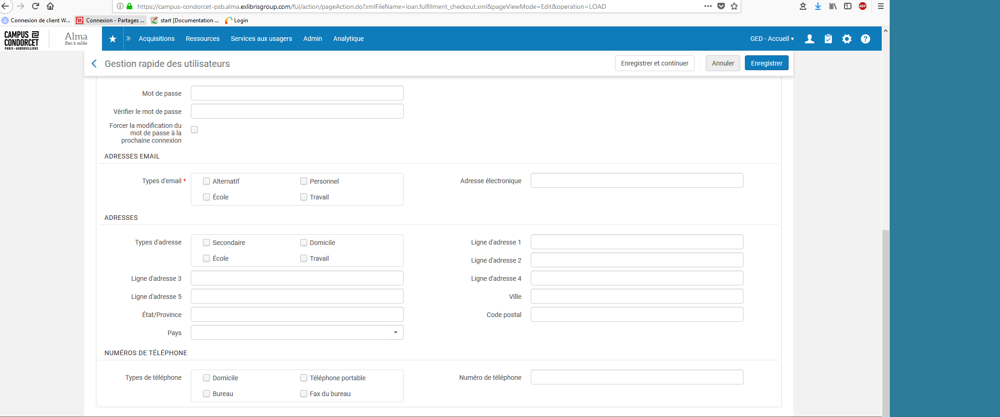 https://campus-condorcet-psb.alma.exlibrisgroup.com/ful/action/pageAction.do?xmlFileName=loan.fulfillment_checkout.xml&pageViewMode=Edit&operation=LOAD
ABP
Connexion de client W... Connexion - Partages ... start [Documentation ... Login
CAMPUS
CONDORCET
PARIS - AUBERVILLIERS
Alma
Bac à sable
Acquisitions Ressources Services aux usagers Admin Analytique GED - Accueil
Gestion rapide des utilisateurs Enregistrer et continuer Annuler Enregistrer
Mot de passe
Vérifier le mot de passe
Forcer la modification du
mot de passe à la
prochaine connexion
ADRESSES EMAIL
Types d'email * Alternatif Personnel Adresse électronique
École Travail
ADRESSES
Types d'adresse Secondaire Domicile Ligne d'adresse 1
École Travail
Ligne d'adresse 2
Ligne d'adresse 3 Ligne d'adresse 4
Ligne d'adresse 5 Ville
État/Province Code postal
Pays
NUMÉROS DE TÉLÉPHONE
Types de téléphone Domicile Téléphone portable Numéro de téléphone
Bureau Fax du bureau